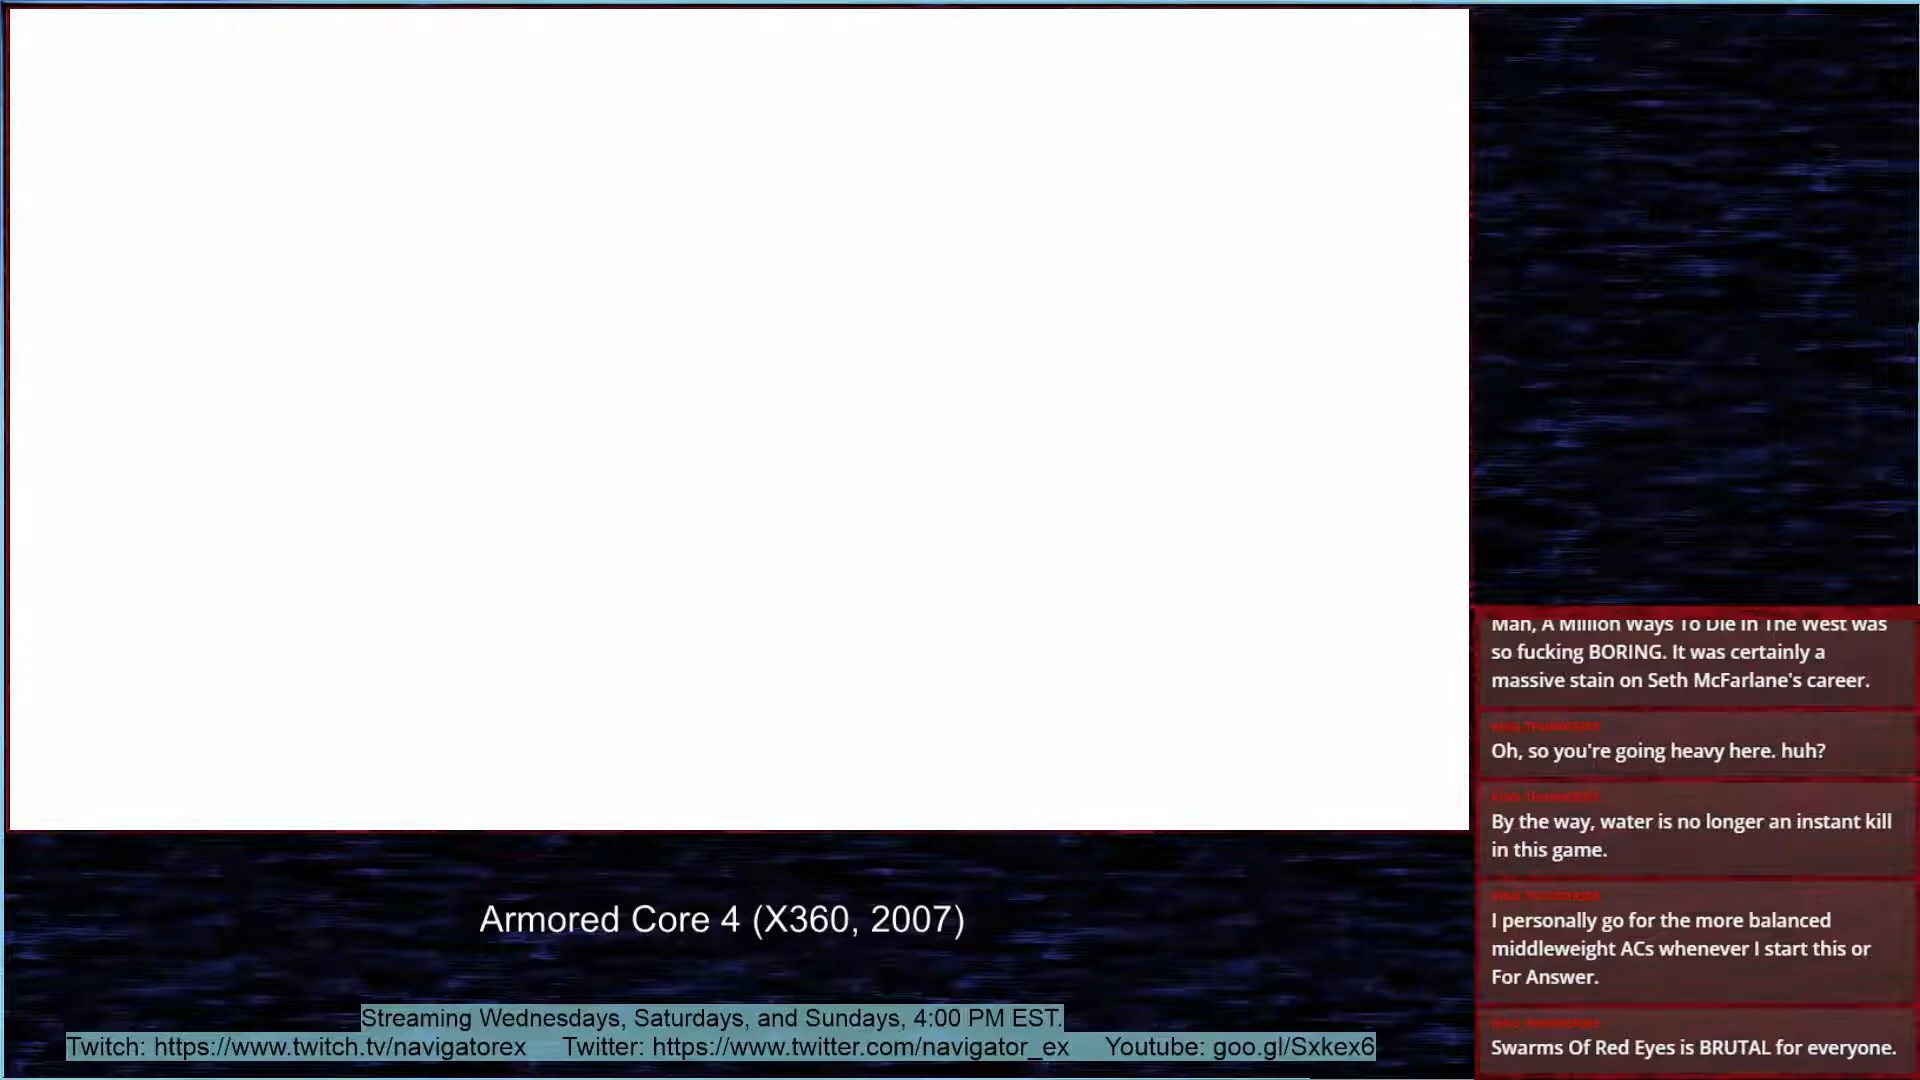 Man, A Million Ways To Die In The West was
so fucking BORING. It was certainly a
massive stain on Seth McFarlane's career.
Oh, so you're going heavy here. huh?
By the way, water is no longer an instant kill
in this game.
I personally go for the more balanced
middleweight ACs whenever I start this or
For Answer.
Swarms Of Red Eyes is BRUTAL for everyone.
Armored Core 4 (X360, 2007)
Streaming Wednesdays, Saturdays, and Sundays, 4:00 PM EST.
Twitch: https://www.twitch.tv/navigatorex Twitter: https://www.twitter.com/navigator_ex Youtube: goo.gl/Sxkex6